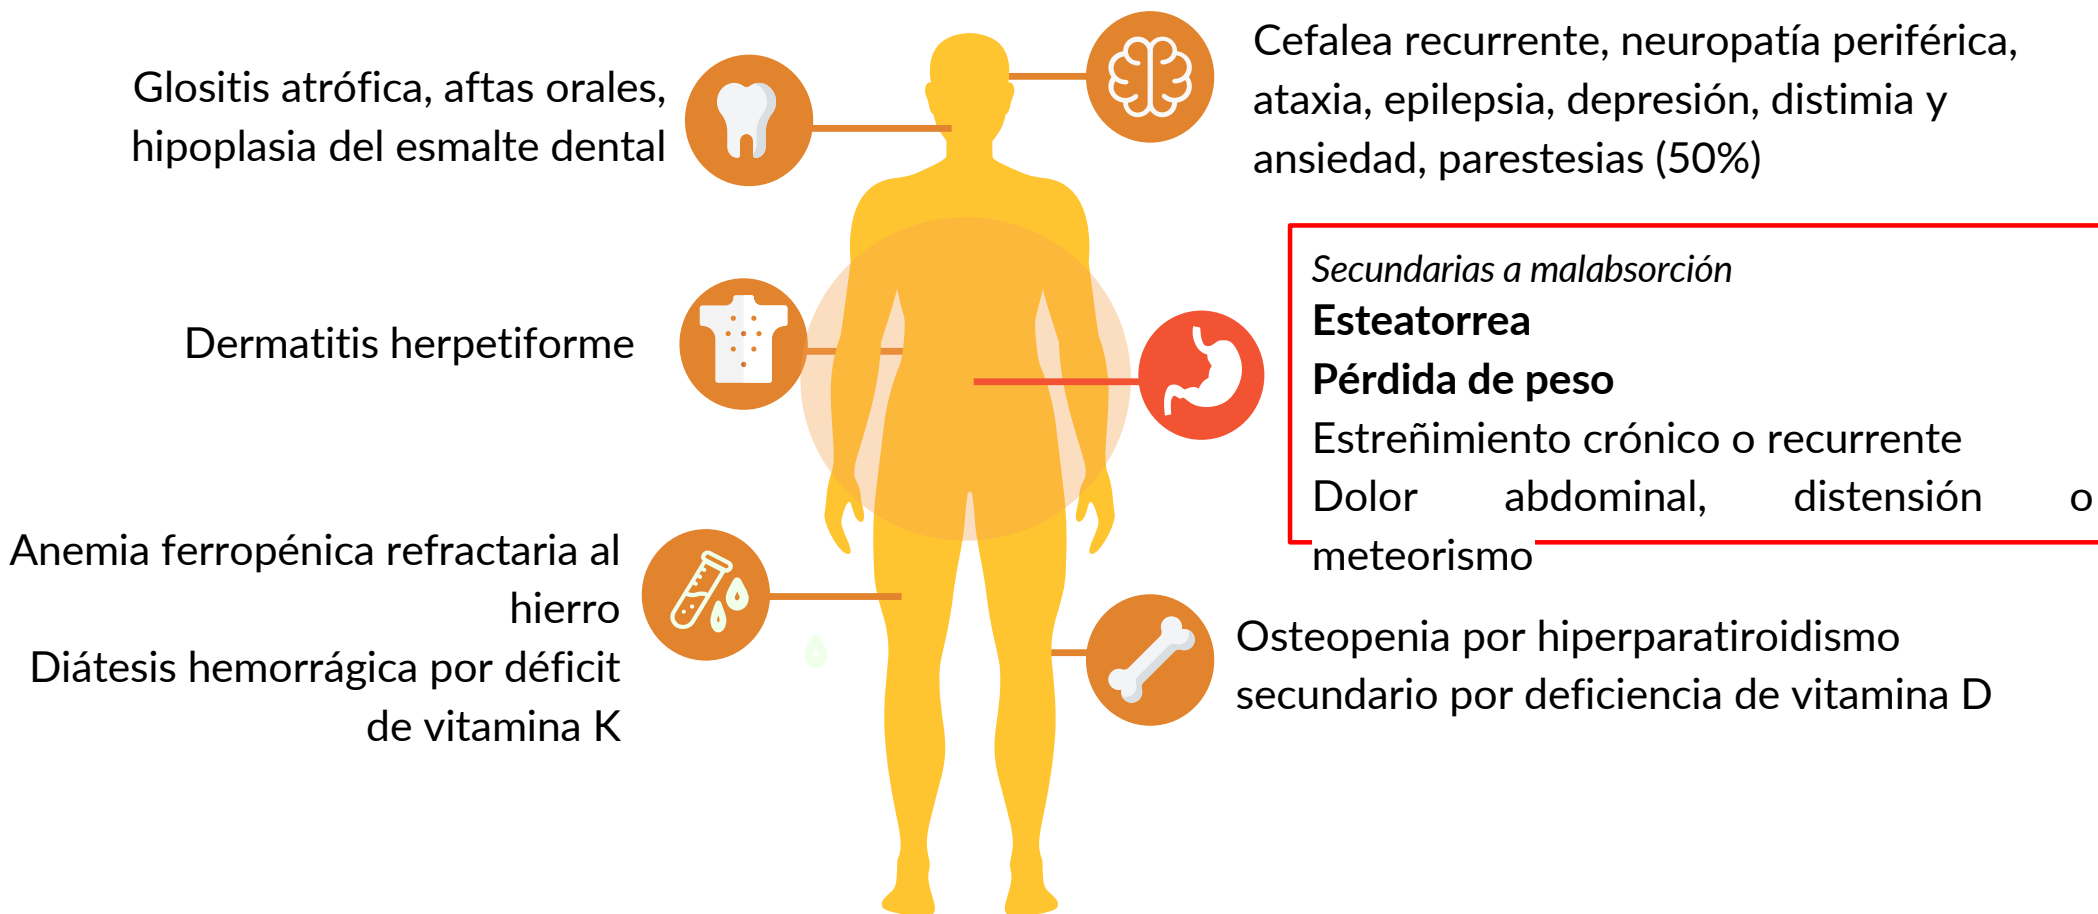 Glositis atrófica, aftas orales,
hipoplasia del esmalte dental
Cefalea recurrente, neuropatía periférica,
ataxia, epilepsia, depresión, distimia y
ansiedad, parestesias (50%)
Dermatitis herpetiforme
Secundarias a malabsorción
Esteatorrea
Pérdida de peso
Estreñimiento crónico o recurrente
Dolor abdominal, distensión o
meteorismo
Anemia ferropénica refractaria al
hierro
Diátesis hemorrágica por déficit
de vitamina K
Osteopenia por hiperparatiroidismo
secundario por deficiencia de vitamina D